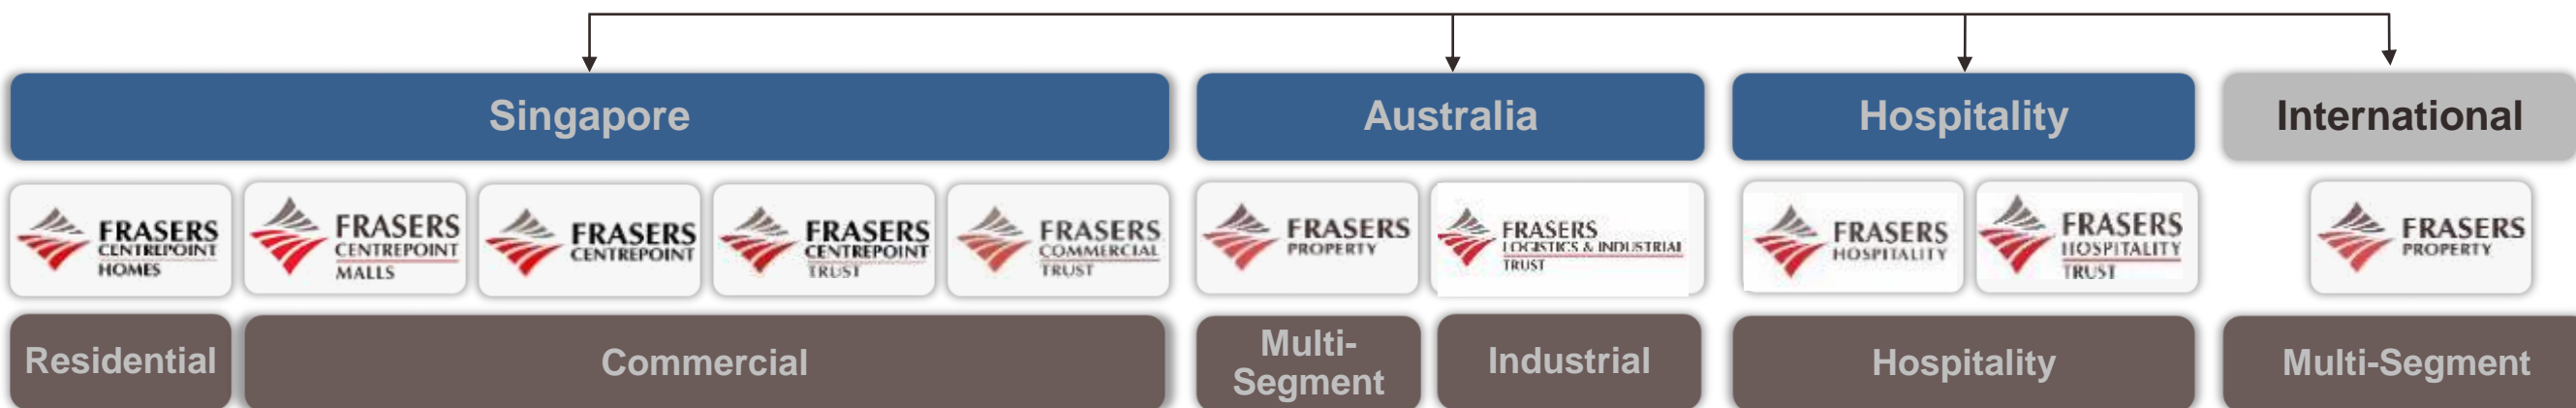 Singapore
Australia
Hospitality
International
FRASERS
CENTREPOINT
HOMES
FRASERS
CENTREPOINT
MALLS
FRASERS
CENTREPOINT
FRASERS
CENTREPOINT
TRUST
FRASERS
COMMERCIAL
TRUST
FRASERS
PROPERTY
FRASERS
LOGISTICS & INDUSTRIAL
TRUST
FRASERS
HOSPITALITY
FRASERS
HOSPITALITY
TRUST
FRASERS
PROPERTY
Residential
Commercial
Multi-
Segment
Industrial
Hospitality
Multi-Segment